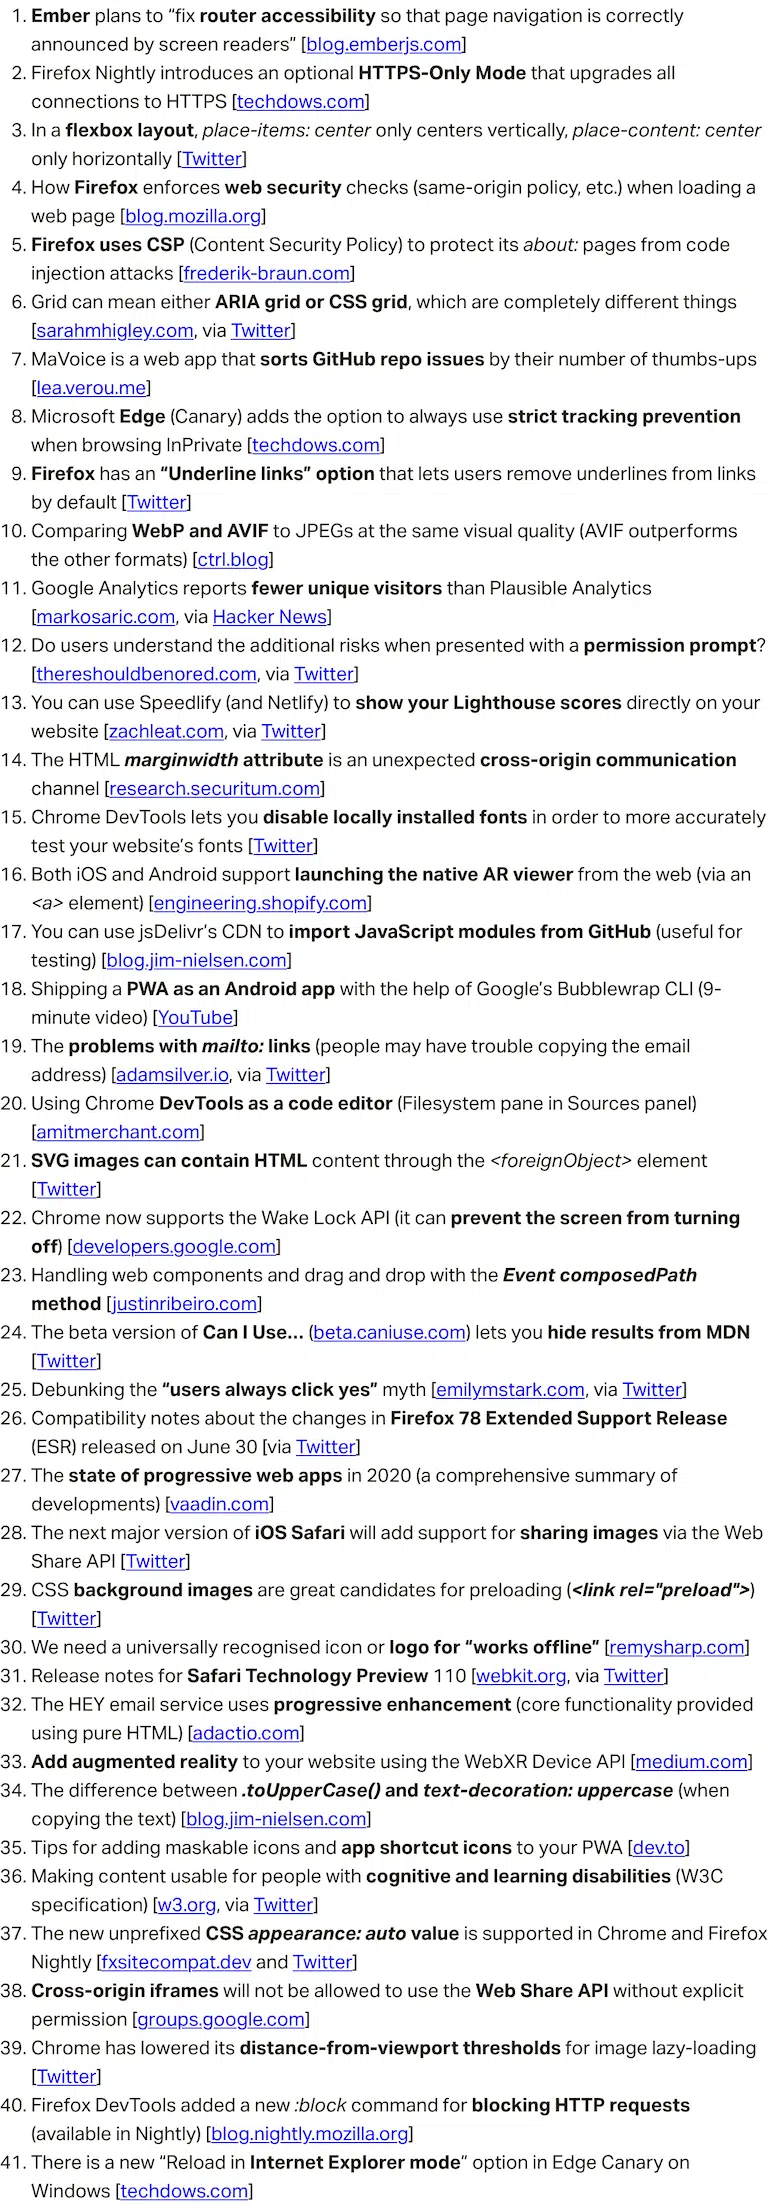 1. Ember plans to “fix router accessibility so that page navigation is correctly
announced by screen readers” [blog.emberjs.com]
2. Firefox Nightly introduces an optional HTTPS-Only Mode that upgrades all
connections to HTTPS [techdows.com]
3. In a flexbox layout, place-items: center only centers vertically, place-content: center
only horizontally [Twitter]
4. How Firefox enforces web security checks (same-origin policy, etc.) when loading a
web page [blog.mozilla.org]
5. Firefox uses CSP (Content Security Policy) to protect its about: pages from code
injection attacks [frederik-braun.com]
6. Grid can mean either ARIA grid or CSS grid, which are completely different things
[sarahmhigley.com, via Twitter]
7. MaVoice is a web app that sorts GitHub repo issues by their number of thumbs-ups
[lea.verou.me]
8. Microsoft Edge (Canary) adds the option to always use strict tracking prevention
when browsing InPrivate [techdows.com]
9. Firefox has an “Underline links” option that lets users remove underlines from links
by default [Twitter]
10. Comparing WebP and AVIF to JPEGs at the same visual quality (AVIF outperforms
the other formats) [ctrl.blog]
11. Google Analytics reports fewer unique visitors than Plausible Analytics
[markosaric.com, via Hacker News]
12. Do users understand the additional risks when presented with a permission prompt?
[thereshouldbenored.com, via Twitter]
13. You can use Speedlify (and Netlify) to show your Lighthouse scores directly on your
website [zachleat.com, via Twitter]
14. The HTML marginwidth attribute is an unexpected cross-origin communication
channel [research.securitum.com]
15. Chrome DevTools lets you disable locally installed fonts in order to more accurately
test your website’s fonts [Twitter]
16. Both iOS and Android support launching the native AR viewer from the web (via an
<a> element) [engineering.shopify.com]
17. You can use jsDelivr’s CDN to import JavaScript modules from GitHub (useful for
testing) [blog.jim-nielsen.com]
18. Shipping a PWA as an Android app with the help of Google’s Bubblewrap CLI (9-
minute video) [YouTube]
19. The problems with mailto: links (people may have trouble copying the email
address) [adamsilver.io, via Twitter]
20. Using Chrome DevTools as a code editor (Filesystem pane in Sources panel)
[amitmerchant.com]
21. SVG images can contain HTML content through the <foreignObject> element
[Twitter]
22. Chrome now supports the Wake Lock API (it can prevent the screen from turning
off) [developers.google.com]
23. Handling web components and drag and drop with the Event composedPath
method [justinribeiro.com]
24. The beta version of Can I Use… (beta.caniuse.com) lets you hide results from MDN
[Twitter]
25. Debunking the “users always click yes” myth [emilymstark.com, via Twitter]
26. Compatibility notes about the changes in Firefox 78 Extended Support Release
(ESR) released on June 30 [via Twitter]
27. The state of progressive web apps in 2020 (a comprehensive summary of
developments) [vaadin.com]
28. The next major version of iOS Safari will add support for sharing images via the Web
Share API [Twitter]
29. CSS background images are great candidates for preloading (<link rel="preload">)
[Twitter]
30. We need a universally recognised icon or logo for “works offline” [remysharp.com]
31. Release notes for Safari Technology Preview 110 [webkit.org, via Twitter]
32. The HEY email service uses progressive enhancement (core functionality provided
using pure HTML) [adactio.com]
33. Add augmented reality to your website using the WebXR Device API [medium.com]
34. The difference between .toUpperCase() and text-decoration: uppercase (when
copying the text) [blog.jim-nielsen.com]
35. Tips for adding maskable icons and app shortcut icons to your PWA [dev.to]
36. Making content usable for people with cognitive and learning disabilities (W3C
specification) [w3.org, via Twitter]
37. The new unprefixed CSS appearance: auto value is supported in Chrome and Firefox
Nightly [fxsitecompat.dev and Twitter]
38. Cross-origin iframes will not be allowed to use the Web Share API without explicit
permission [groups.google.com]
39. Chrome has lowered its distance-from-viewport thresholds for image lazy-loading
[Twitter]
40. Firefox DevTools added a new :block command for blocking HTTP requests
(available in Nightly) [blog.nightly.mozilla.org]
41. There is a new “Reload in Internet Explorer mode” option in Edge Canary on
Windows [techdows.com]